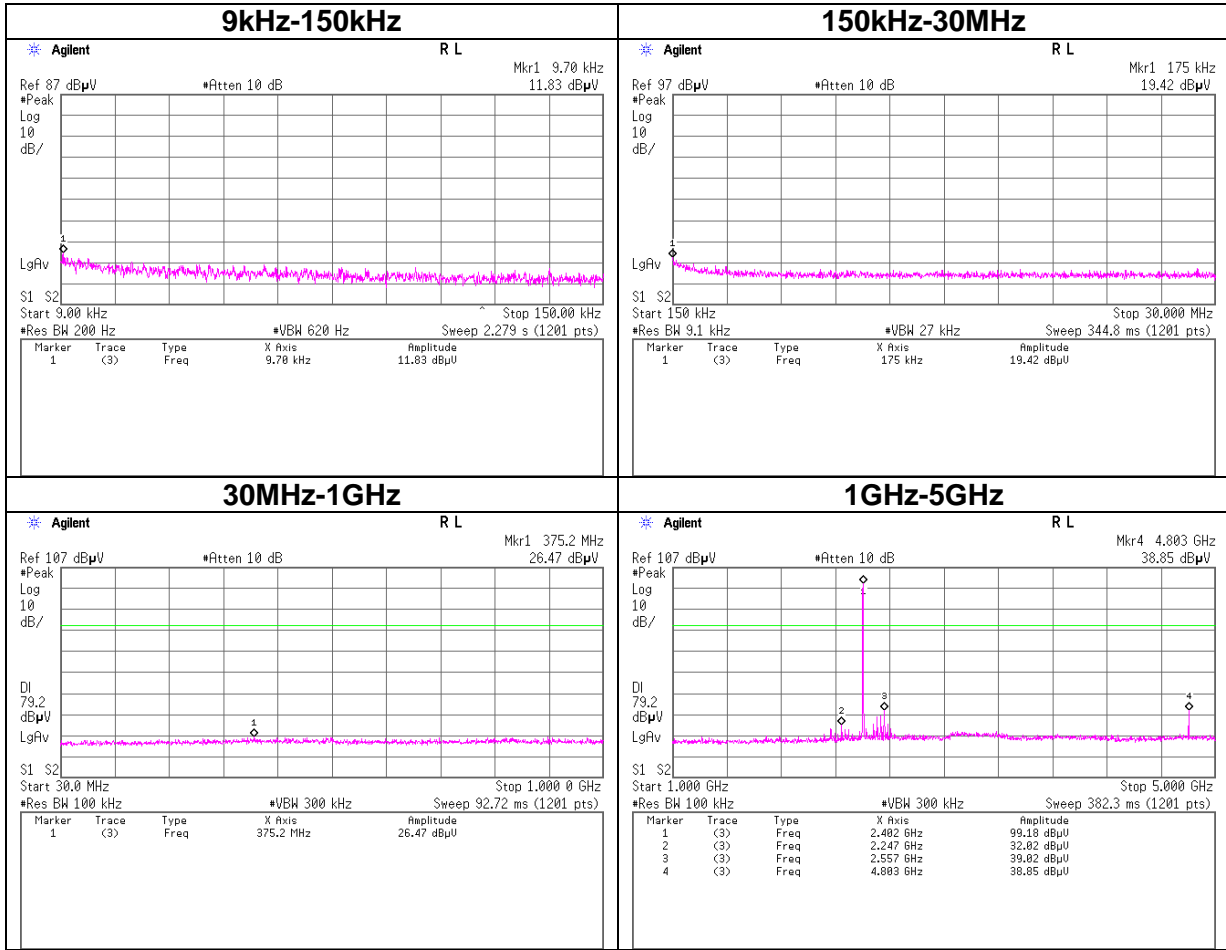 9kHz-150kHz
Agilent R L
Mkr1 9.70 kHz
Ref 87 dBµV #Atten 10 dB 11.83 dBµV
#Peak
Log
10
dB/
1
LgAv
S1 S2
Start 9.00 kHz ^ Stop 150.00 kHz
#Res BW 200 Hz #VBW 620 Hz Sweep 2.279 s (1201 pts)
Marker Trace Type X Axis Amplitude
1 (3) Freq 9.70 kHz 11.83 dBµV
150kHz-30MHz
Agilent R L
Mkr1 175 kHz
Ref 97 dBµV #Atten 10 dB 19.42 dBµV
#Peak
Log
10
dB/
1
LgAv
S1 S2
Start 150 kHz Stop 30.000 MHz
#Res BW 9.1 kHz #VBW 27 kHz Sweep 344.8 ms (1201 pts)
Marker Trace Type X Axis Amplitude
1 (3) Freq 175 kHz 19.42 dBµV
30MHz-1GHz
Agilent R L
Mkr1 375.2 MHz
Ref 107 dBµV #Atten 10 dB 26.47 dBµV
#Peak
Log
10
dB/
DI
79.2
dBµV
1
LgAv
S1 S2
Start 30.0 MHz Stop 1.000 0 GHz
#Res BW 100 kHz #VBW 300 kHz Sweep 92.72 ms (1201 pts)
Marker Trace Type X Axis Amplitude
1 (3) Freq 375.2 MHz 26.47 dBµV
1GHz-5GHz
Agilent R L
Mkr4 4.803 GHz
Ref 107 dBµV #Atten 10 dB 38.85 dBµV
#Peak
1
Log
10
dB/
DI
3 4
79.2
2
dBµV
LgAv
S1 S2
Start 1.000 GHz Stop 5.000 GHz
#Res BW 100 kHz #VBW 300 kHz Sweep 382.3 ms (1201 pts)
Marker Trace Type X Axis Amplitude
1 (3) Freq 2.402 GHz 99.18 dBµV
2 (3) Freq 2.247 GHz 32.02 dBµV
3 (3) Freq 2.557 GHz 39.02 dBµV
4 (3) Freq 4.803 GHz 38.85 dBµV